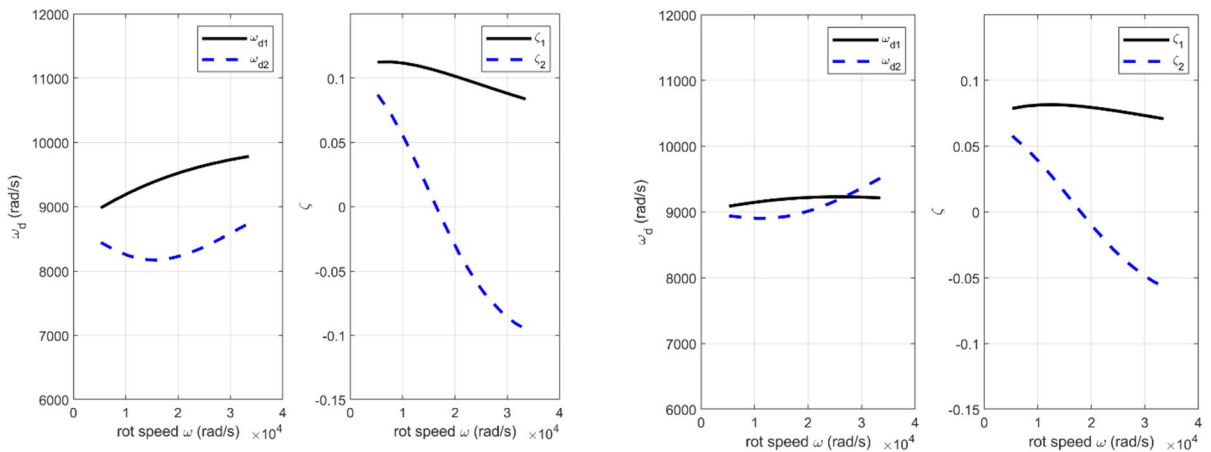 12000
11000
10000
9000
8000
7000
6000
ω_d (rad/s)
ω_d1
ω_d2
0 1 2 3 4
rot speed ω (rad/s) ×10^4
0.1
0.05
0
-0.05
-0.1
-0.15
ζ
ζ_1
ζ_2
0 1 2 3 4
rot speed ω (rad/s) ×10^4
12000
11000
10000
9000
8000
7000
6000
ω_d (rad/s)
ω_d1
ω_d2
0 1 2 3 4
rot speed ω (rad/s) ×10^4
0.1
0.05
0
-0.05
-0.1
-0.15
ζ
ζ_1
ζ_2
0 1 2 3 4
rot speed ω (rad/s) ×10^4